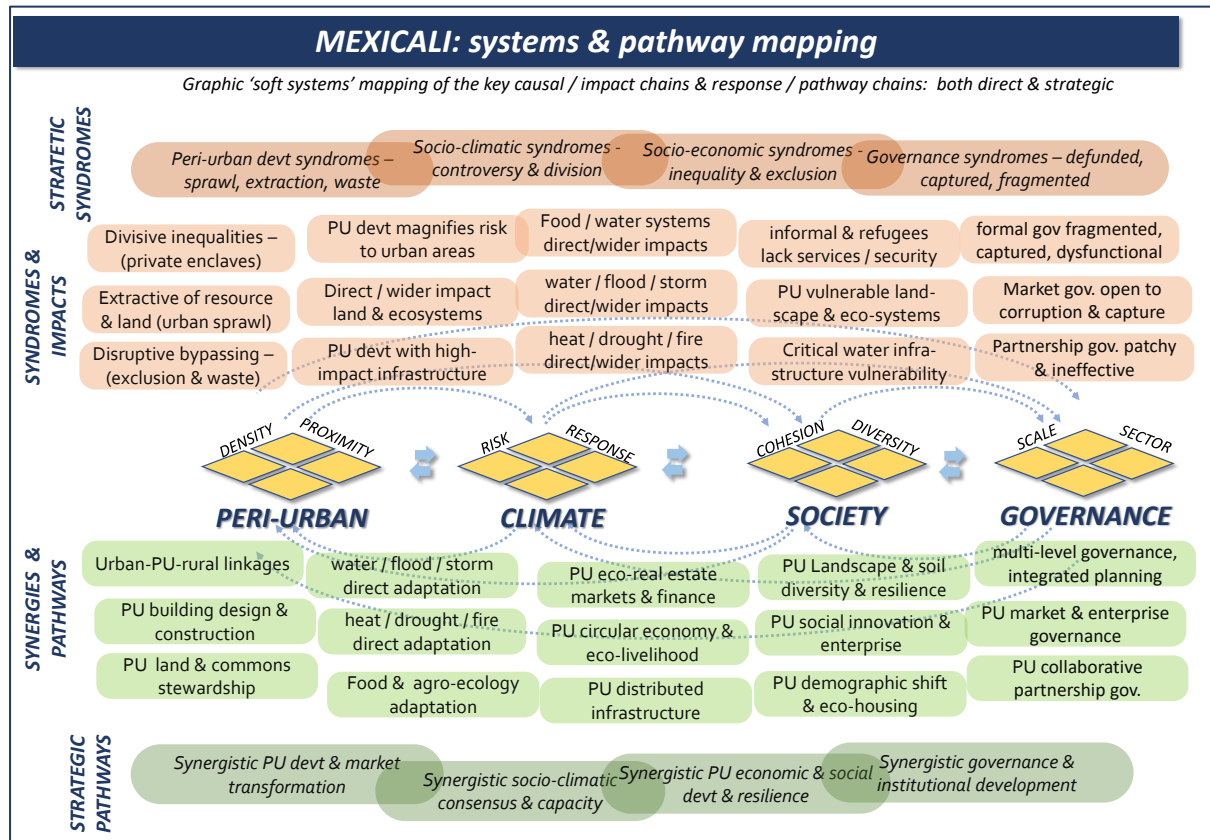 MEXICALI: systems & pathway mapping
Graphic 'soft systems' mapping of the key causal / impact chains & response / pathway chains: both direct & strategic
STRATETIC
SYNDROMES
Peri-urban devt syndromes –
sprawl, extraction, waste
Socio-climatic syndromes -
controversy & division
Socio-economic syndromes -
inequality & exclusion
Governance syndromes – defunded,
captured, fragmented
SYNDROMES &
IMPACTS
Divisive inequalities –
(private enclaves)
Extractive of resource
& land (urban sprawl)
Disruptive bypassing –
(exclusion & waste)
PU devt magnifies risk
to urban areas
Direct / wider impact
land & ecosystems
PU devt with high-
impact infrastructure
Food / water systems
direct/wider impacts
water / flood / storm
direct/wider impacts
heat / drought / fire
direct/wider impacts
informal & refugees
lack services / security
PU vulnerable land-
scape & eco-systems
Critical water infra-
structure vulnerability
formal gov fragmented,
captured, dysfunctional
Market gov. open to
corruption & capture
Partnership gov. patchy
& ineffective
DENSITY
PROXIMITY
PERI-URBAN
RISK
RESPONSE
CLIMATE
COHESION
DIVERSITY
SOCIETY
SCALE
SECTOR
GOVERNANCE
SYNERGIES &
PATHWAYS
Urban-PU-rural linkages
PU building design &
construction
PU land & commons
stewardship
water / flood / storm
direct adaptation
heat / drought / fire
direct adaptation
Food & agro-ecology
adaptation
PU eco-real estate
markets & finance
PU circular economy &
eco-livelihood
PU distributed
infrastructure
PU Landscape & soil
diversity & resilience
PU social innovation &
enterprise
PU demographic shift
& eco-housing
multi-level governance,
integrated planning
PU market & enterprise
governance
PU collaborative
partnership gov.
STRATEGIC
PATHWAYS
Synergistic PU devt & market
transformation
Synergistic socio-climatic
consensus & capacity
Synergistic PU economic & social
devt & resilience
Synergistic governance &
institutional development